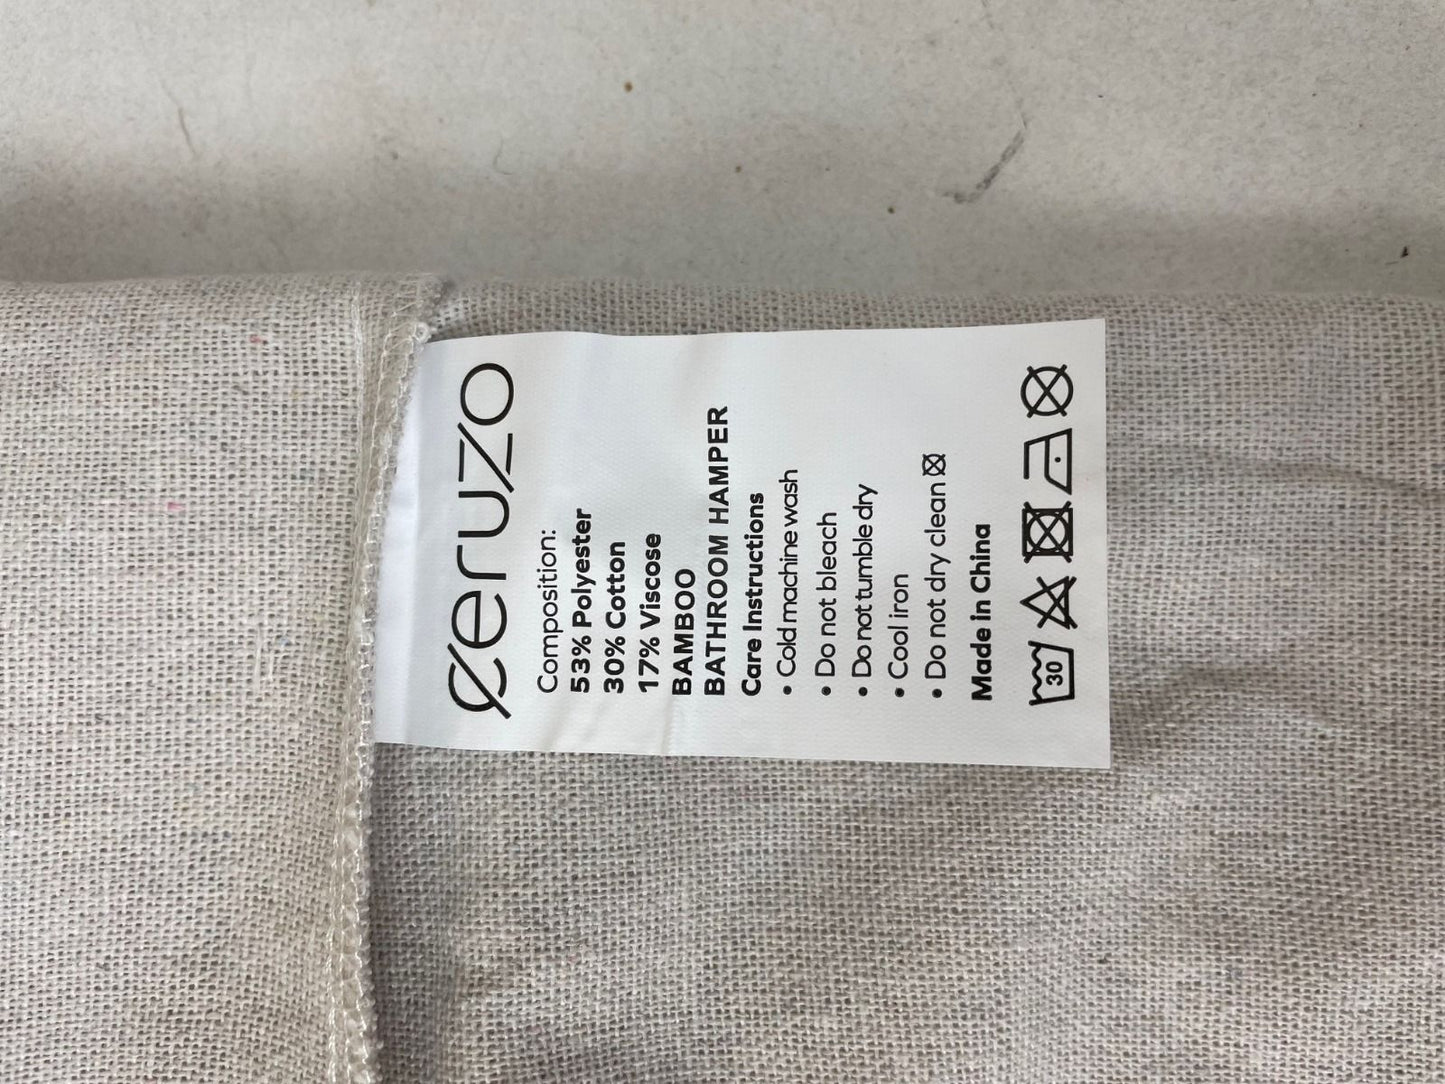 Zeruzo
Composition:
53% Polyester
30% Cotton
17% Viscose
BAMBOO
BATHROOM HAMPER
Care Instructions
• Cold machine wash
• Do not bleach
• Do not tumble dry
• Cool iron
• Do not dry clean
Made in China
30